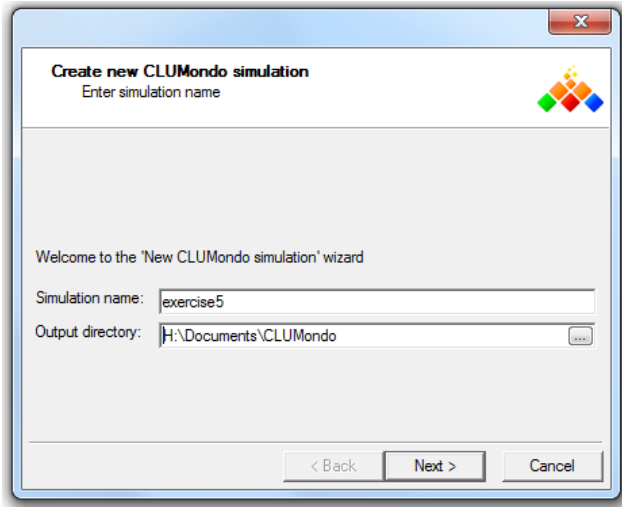 Create new CLUMondo simulation
Enter simulation name
Welcome to the 'New CLUMondo simulation' wizard
Simulation name: exercise5
Output directory: H:\Documents\CLUMondo ...
< Back Next > Cancel